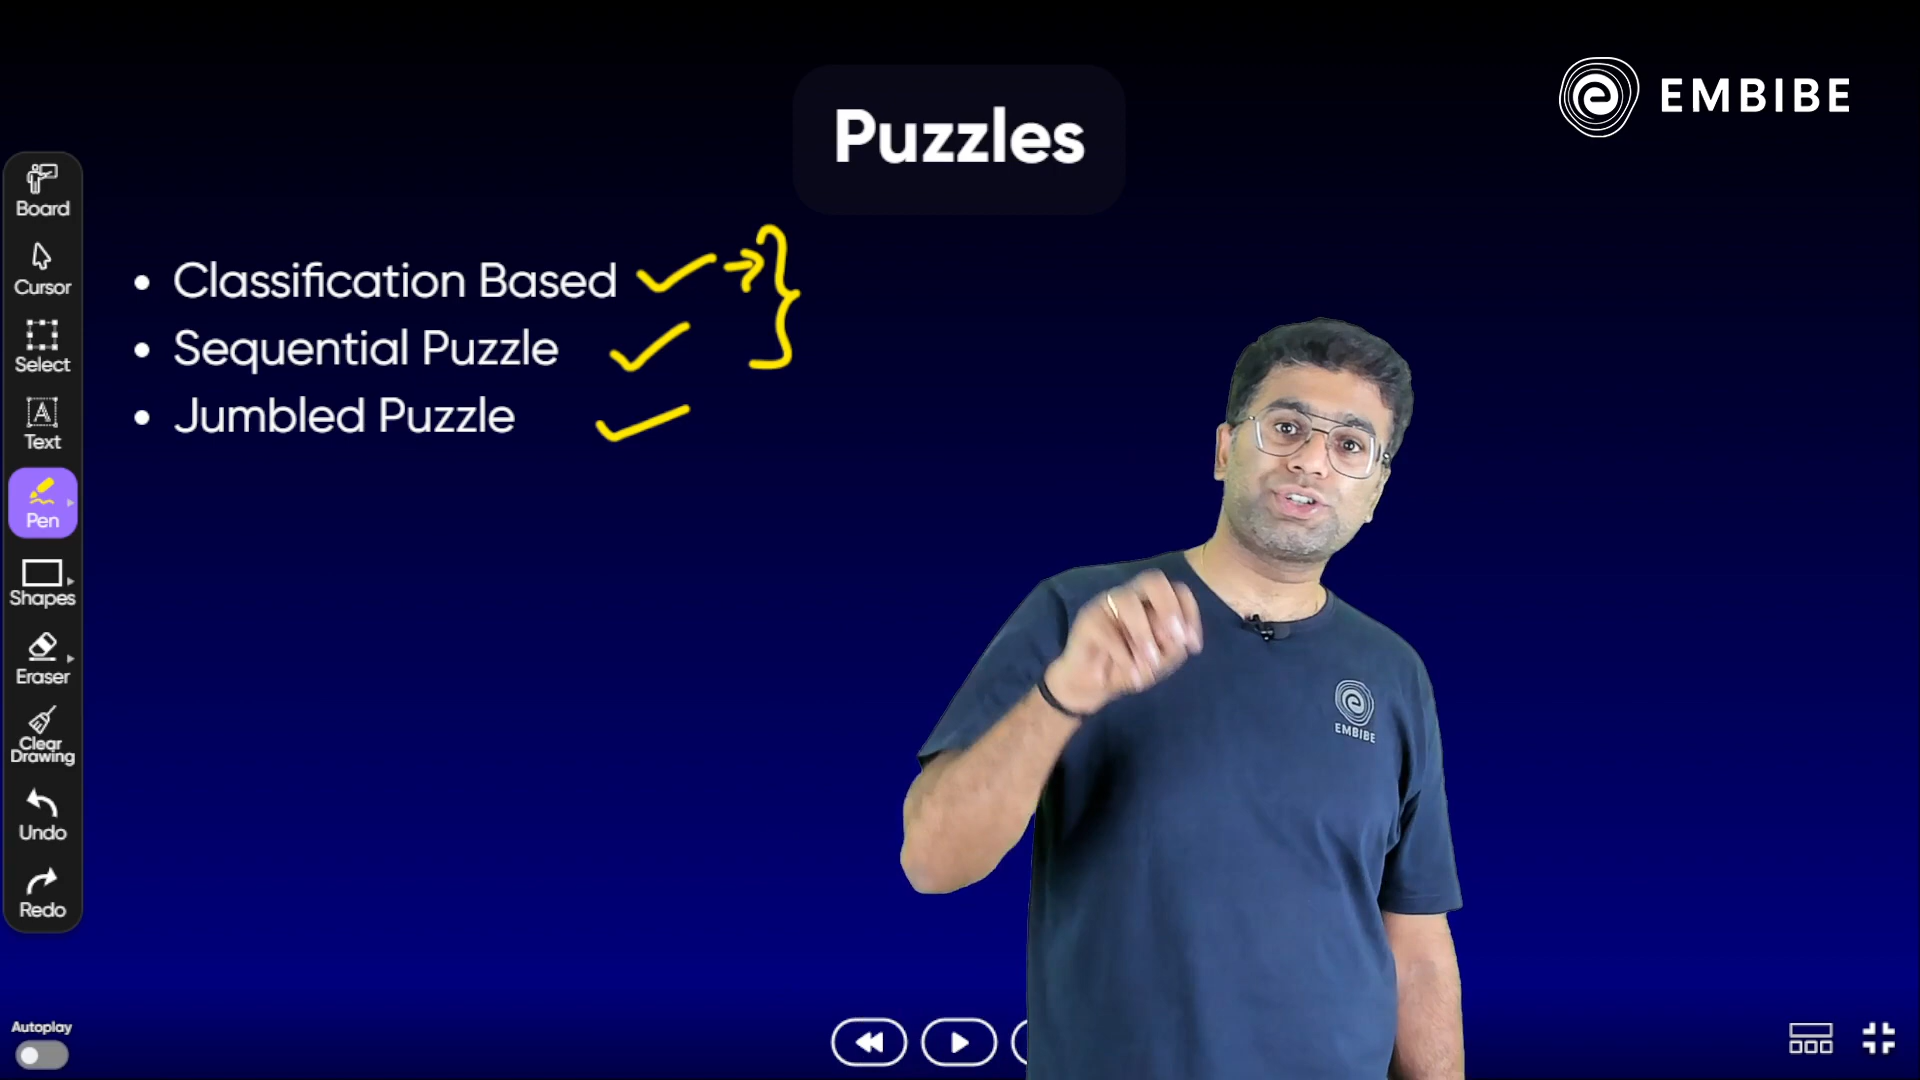 Puzzles
EMBIBE
Board
Cursor
Select
Text
Pen
Shapes
Eraser
Clear
Drawing
Undo
Redo
• Classification Based
• Sequential Puzzle
• Jumbled Puzzle
EMBIBE
Autoplay